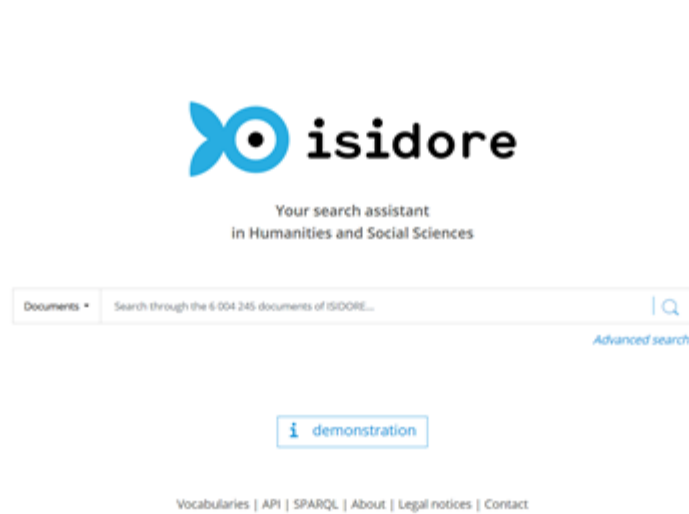 isidore
Your search assistant
in Humanities and Social Sciences
Documents
Search through the 6 004 245 documents of ISIDORE...
Advanced search
i demonstration
Vocabularies | API | SPARQL | About | Legal notices | Contact